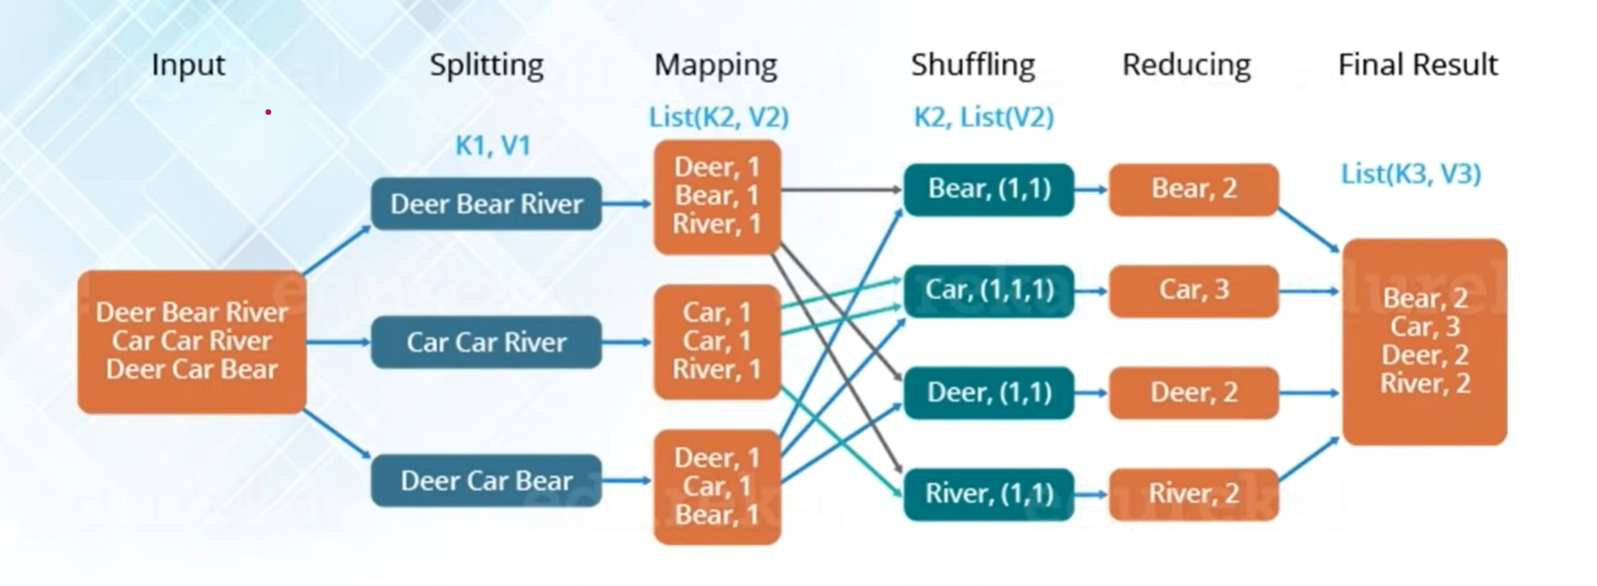 Input
Splitting
Mapping
Shuffling
Reducing
Final Result
K1, V1
List(K2, V2)
K2, List(V2)
List(K3, V3)
Deer Bear River
Car Car River
Deer Car Bear
Deer Bear River
Car Car River
Deer Car Bear
Deer, 1
Bear, 1
River, 1
Car, 1
Car, 1
River, 1
Deer, 1
Car, 1
Bear, 1
Bear, (1,1)
Car, (1,1,1)
Deer, (1,1)
River, (1,1)
Bear, 2
Car, 3
Deer, 2
River, 2
Bear, 2
Car, 3
Deer, 2
River, 2